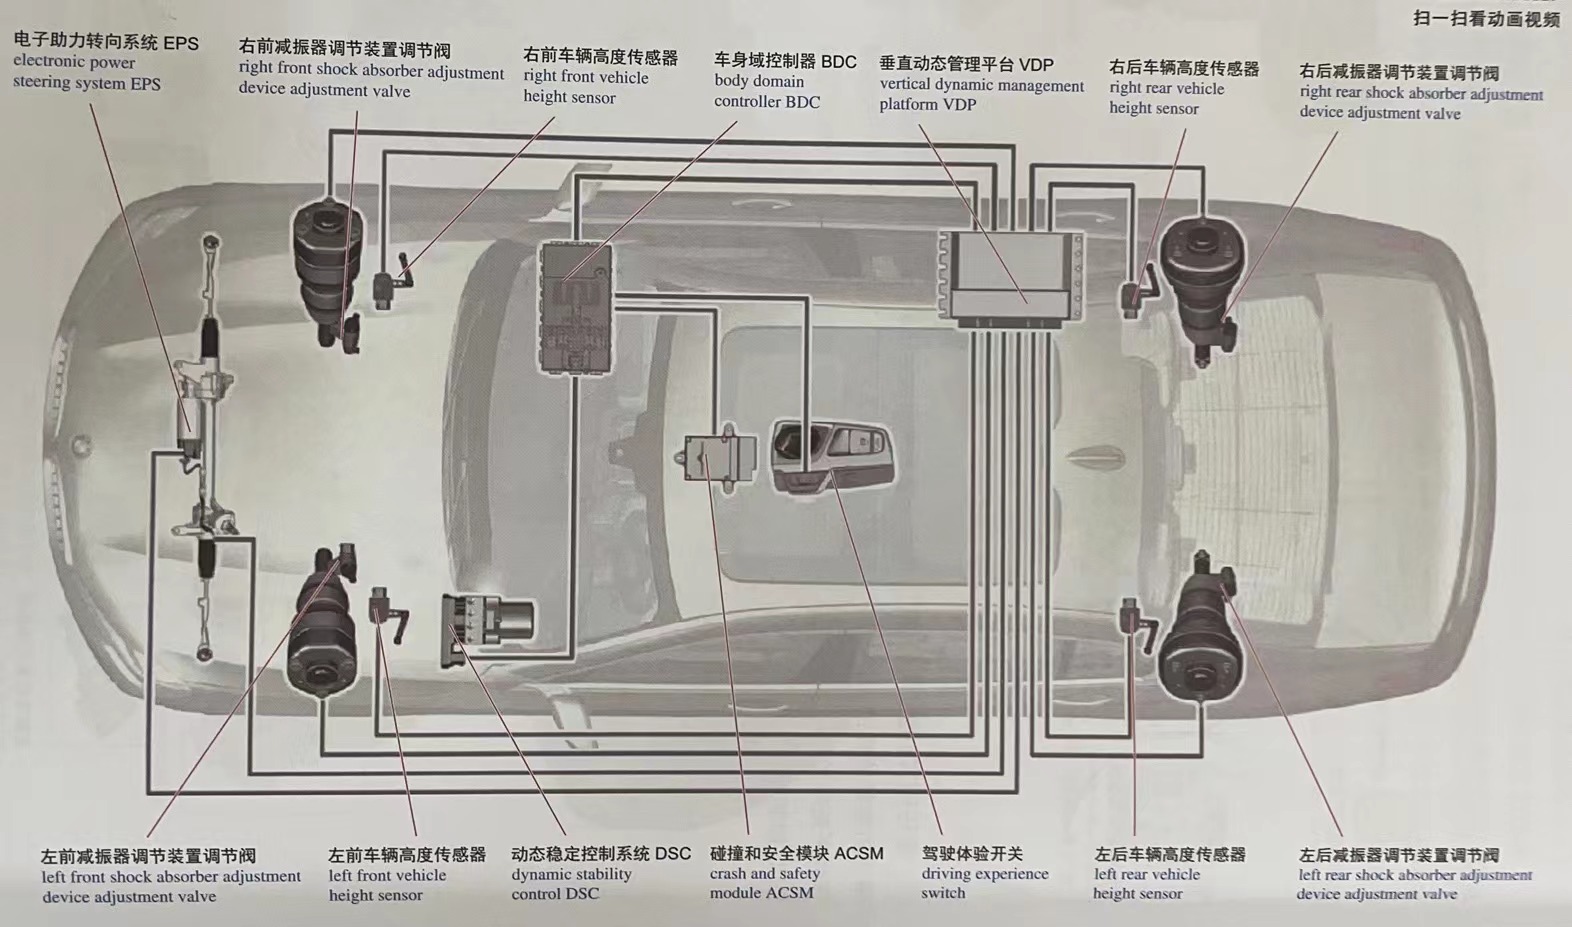 扫一扫看动画视频
电子助力转向系统 EPS
electronic power
steering system EPS
右前减振器调节装置调节阀
right front shock absorber adjustment
device adjustment valve
右前车辆高度传感器
right front vehicle
height sensor
车身域控制器 BDC
body domain
controller BDC
垂直动态管理平台 VDP
vertical dynamic management
platform VDP
右后车辆高度传感器
right rear vehicle
height sensor
右后减振器调节装置调节阀
right rear shock absorber adjustment
device adjustment valve
左前减振器调节装置调节阀
left front shock absorber adjustment
device adjustment valve
左前车辆高度传感器
left front vehicle
height sensor
动态稳定控制系统 DSC
dynamic stability
control DSC
碰撞和安全模块 ACSM
crash and safety
module ACSM
驾驶体验开关
driving experience
switch
左后车辆高度传感器
left rear vehicle
height sensor
左后减振器调节装置调节阀
left rear shock absorber adjustment
device adjustment valve